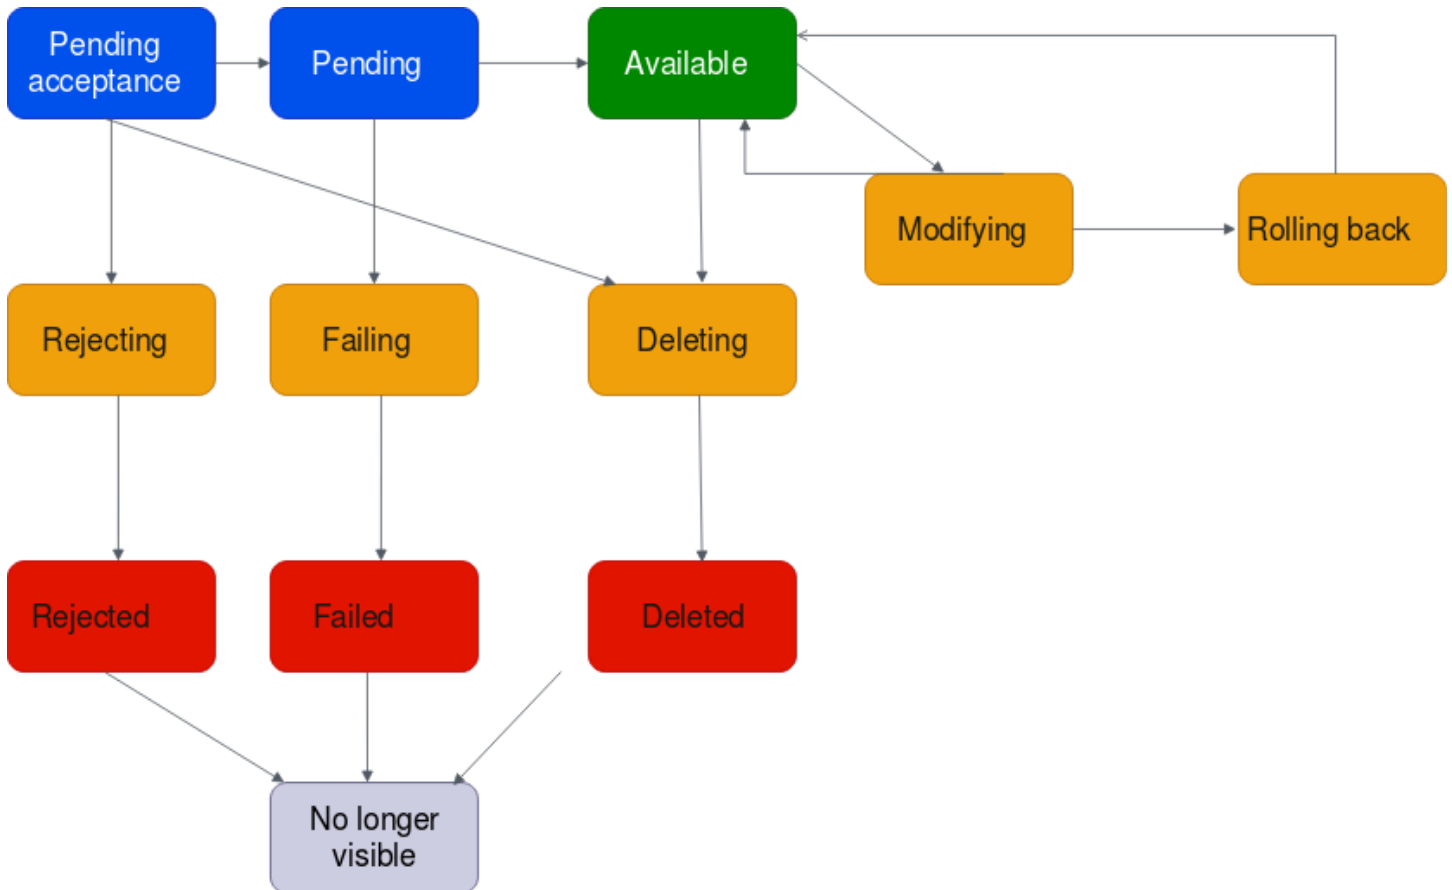 Pending
acceptance
Pending
Available
Modifying
Rolling back
Rejecting
Failing
Deleting
Rejected
Failed
Deleted
No longer
visible